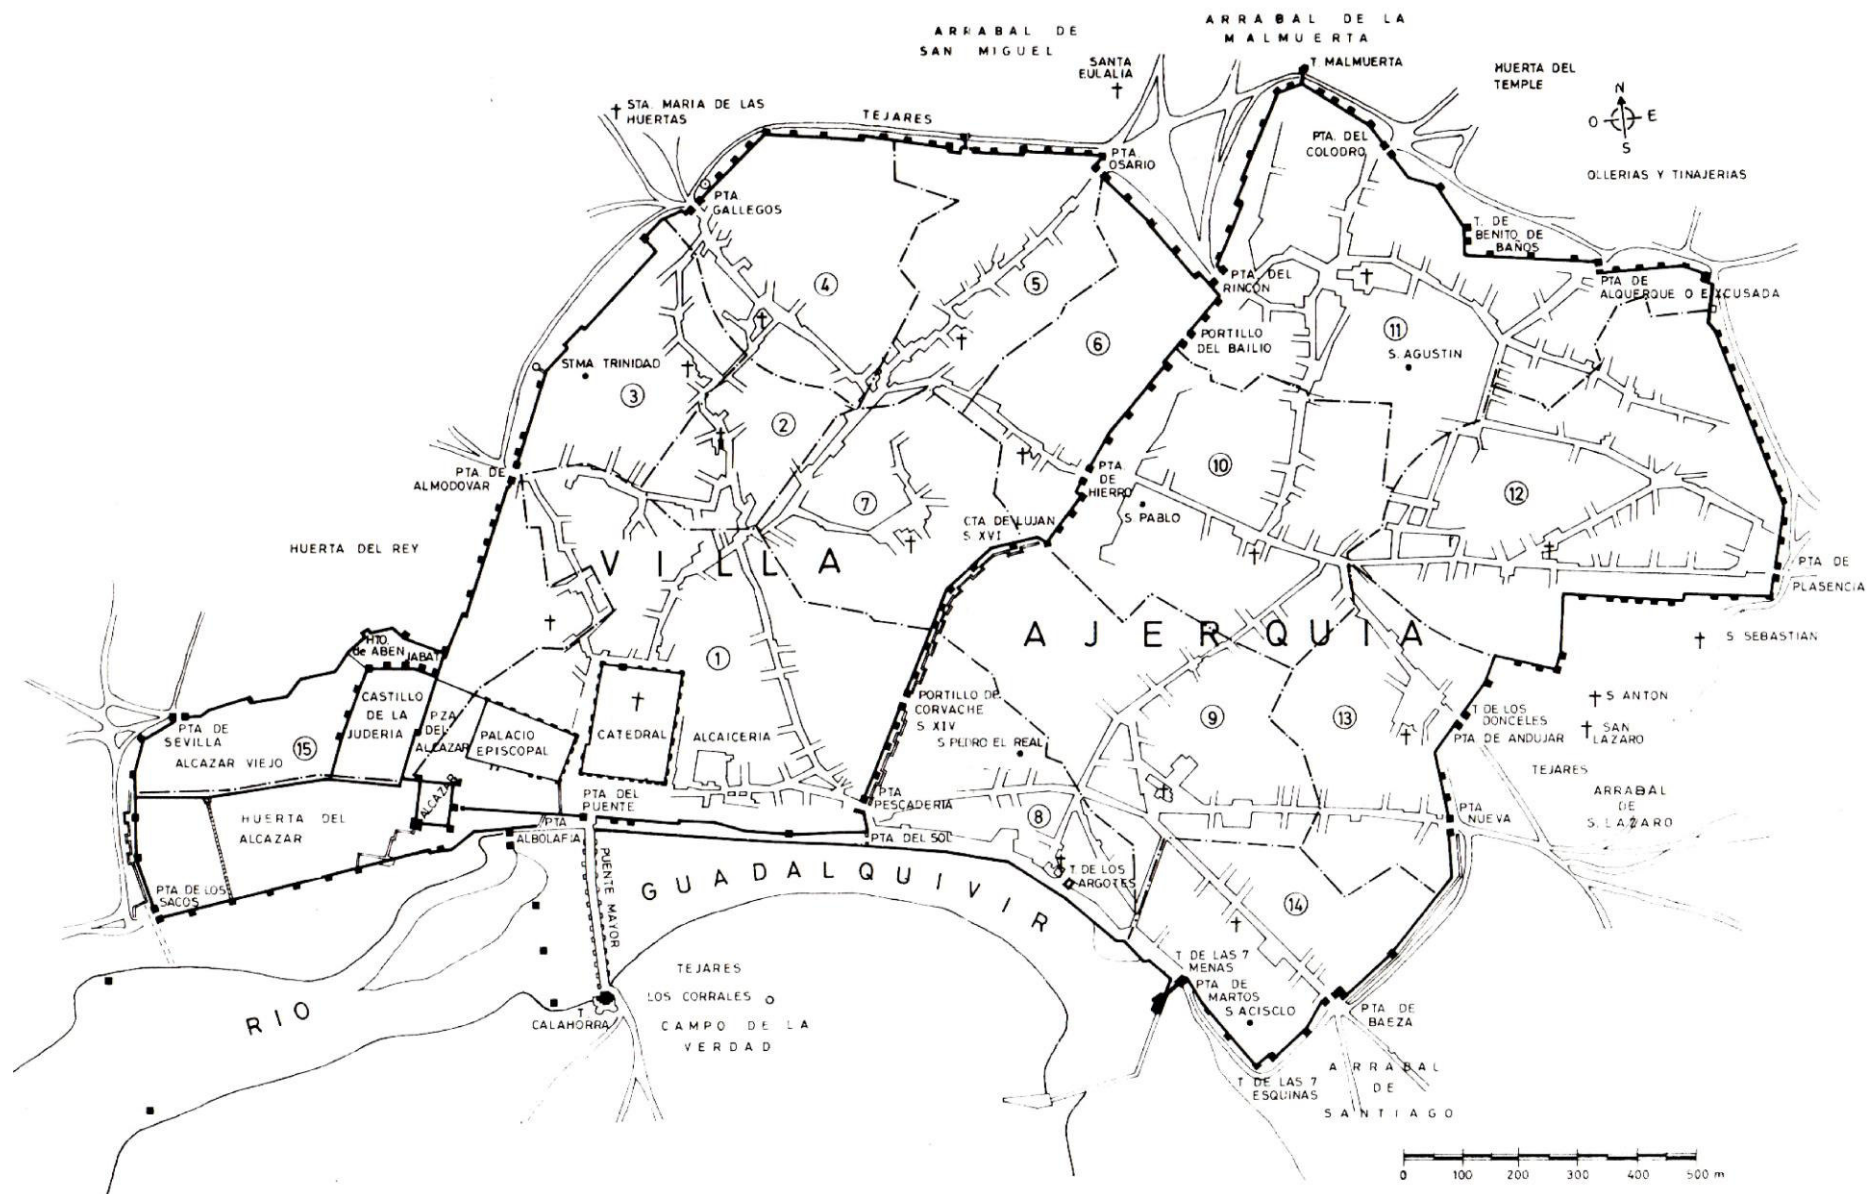 ARRABAL DE
SAN MIGUEL
ARRABAL DE LA
MALMUERTA
SANTA
EULALIA
T. MALMUERTA
HUERTA DEL
TEMPLE
N
O
E
S
STA. MARIA DE LAS
HUERTAS
TEJARES
PTA.
OSARIO
PTA. DEL
COLODRO
OLLERIAS Y TINAJERIAS
PTA
GALLEGOS
T. DE
BENITO DE
BAÑOS
PTA. DEL
RINCON
PTA DE
ALQUERQUE O EXCUSADA
4
5
6
11
PORTILLO
DEL BAILIO
S. AGUSTIN
STMA TRINIDAD
3
2
7
10
12
PTA. DE
ALMODOVAR
PTA
DE
HIERRO
S. PABLO
CTA DE LUJAN
S. XVI
HUERTA DEL REY
VILLA
PTA DE
PLASENCIA
AJERQUIA
S SEBASTIAN
HTO.
de ABEN
IABAT
1
CASTILLO
DE LA
JUDERIA
PZA
DEL
ALCAZAR
PALACIO
EPISCOPAL
CATEDRAL
ALCAICERIA
PORTILLO DE
CORVACHE
S XIV
S PEDRO EL REAL
9
13
S ANTON
T DE LOS
DONCELES
PTA DE ANDUJAR
SAN
LAZARO
PTA DE
SEVILLA
15
ALCAZAR VIEJO
TEJARES
ARRABAL
DE
S. LAZARO
ALCAZAR
PTA DEL
PUENTE
PTA
PESCADERIA
PTA
NUEVA
HUERTA DEL
ALCAZAR
PTA
ALBOLAFIA
PTA DEL SOL
8
PUENTE MAYOR
GUADALQUIVIR
T. DE LOS
ARGOTES
PTA DE LOS
SACOS
14
T DE LAS 7
MENAS
PTA DE
MARTOS
S ACISCLO
TEJARES
LOS CORRALES
RIO
T.
CALAHORRA
CAMPO DE LA
VERDAD
PTA DE
BAEZA
T DE LAS 7
ESQUINAS
ARRABAL
DE
SANTIAGO
0 100 200 300 400 500 m